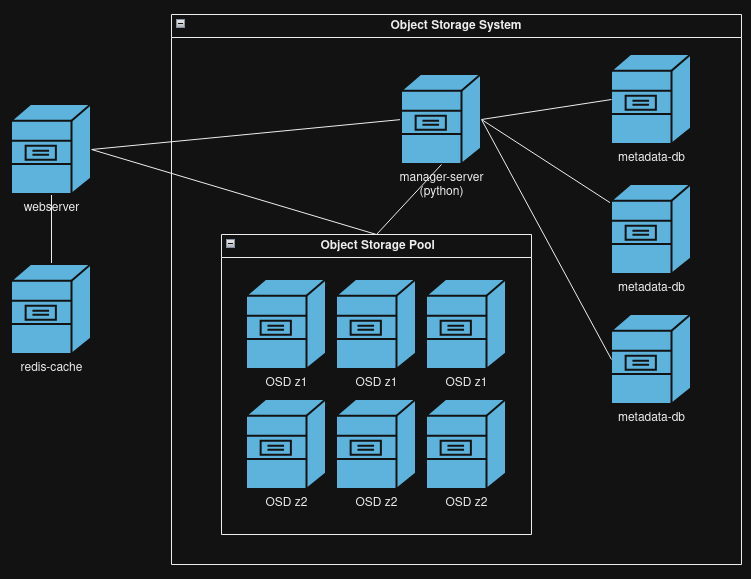 Object Storage System
webserver
redis-cache
manager-server
(python)
metadata-db
metadata-db
metadata-db
Object Storage Pool
OSD z1
OSD z1
OSD z1
OSD z2
OSD z2
OSD z2